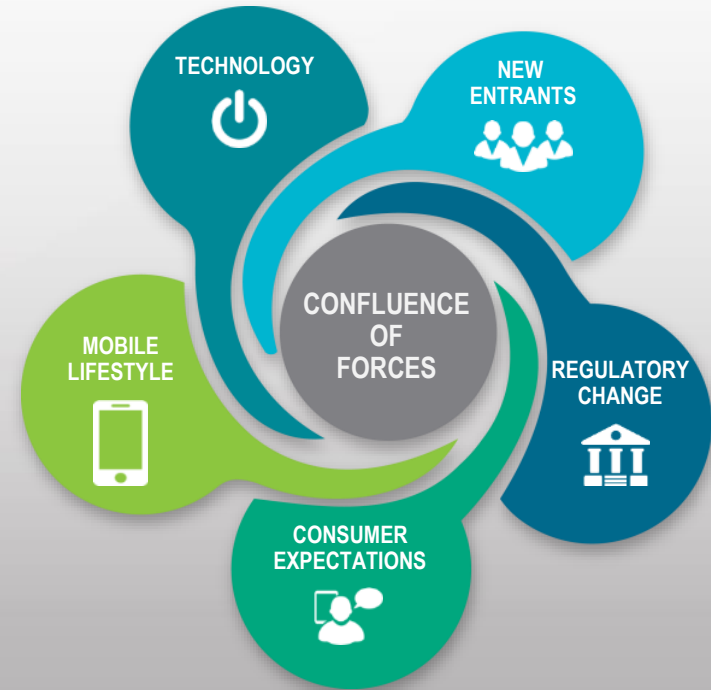 TECHNOLOGY
NEW
ENTRANTS
CONFLUENCE
OF
FORCES
MOBILE
LIFESTYLE
REGULATORY
CHANGE
CONSUMER
EXPECTATIONS